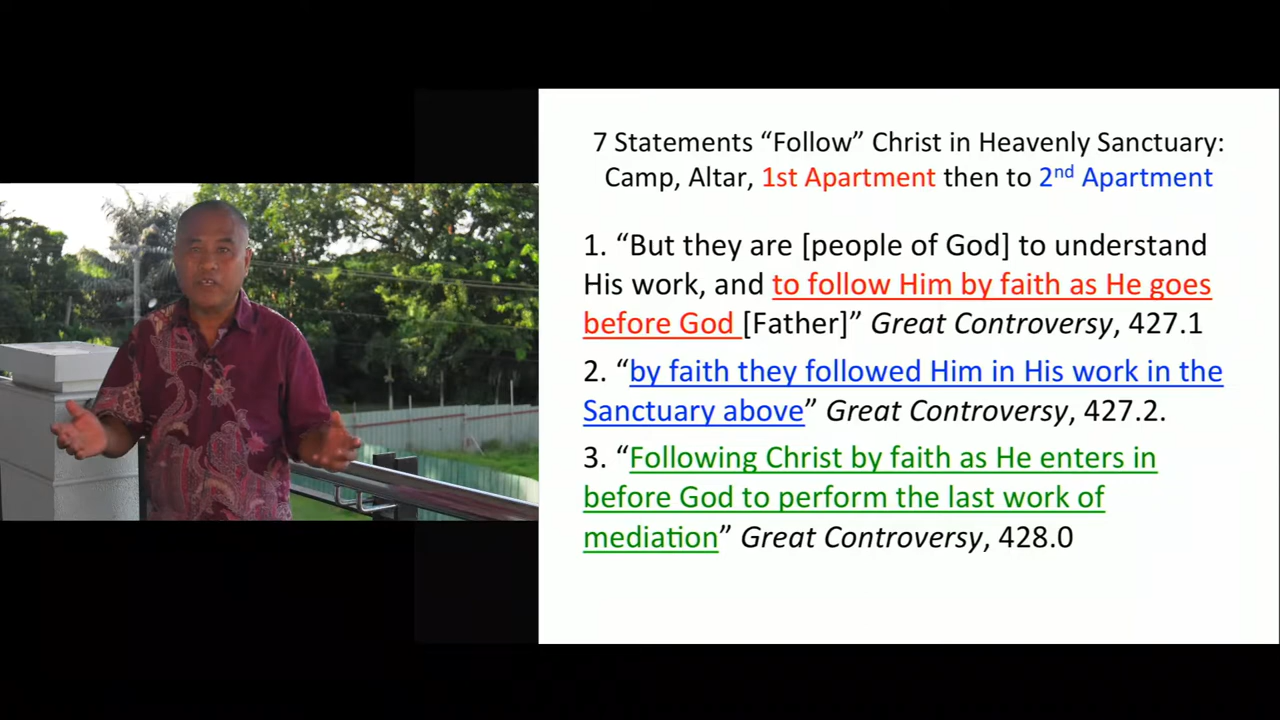 7 Statements “Follow” Christ in Heavenly Sanctuary:
Camp, Altar, 1st Apartment then to 2nd Apartment
1. “But they are [people of God] to understand
His work, and to follow Him by faith as He goes
before God [Father]” Great Controversy, 427.1
2. “by faith they followed Him in His work in the
Sanctuary above” Great Controversy, 427.2.
3. “Following Christ by faith as He enters in
before God to perform the last work of
mediation” Great Controversy, 428.0